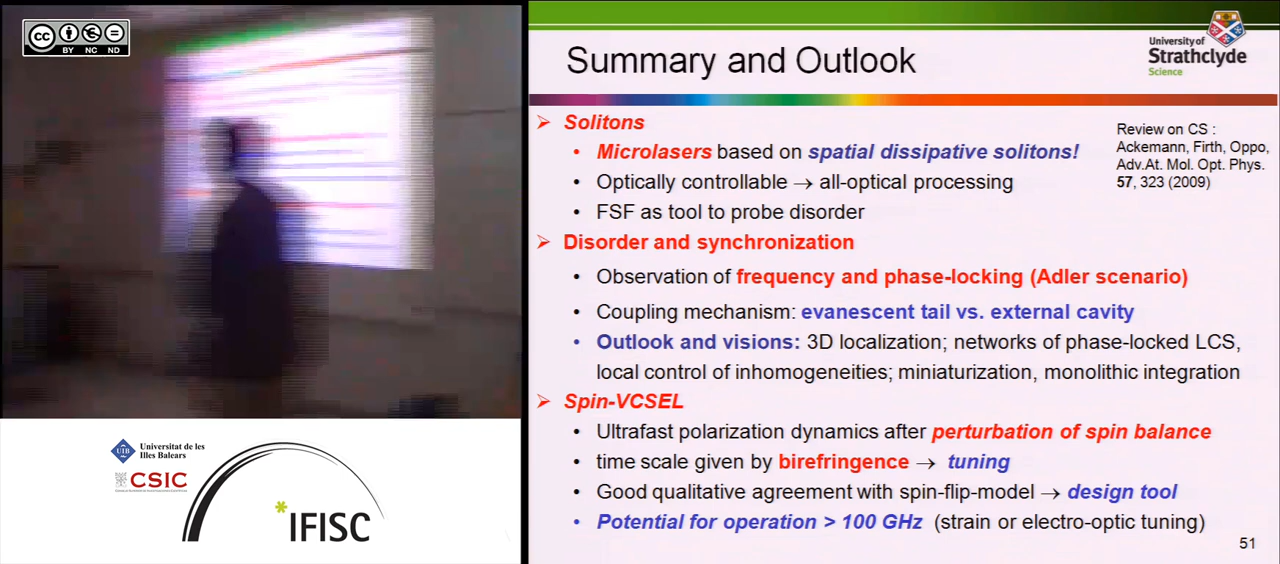 cc BY NC ND
Universitat de les
Illes Balears
UIB
CSIC
*IFISC
Summary and Outlook
University of
Strathclyde
Science
➢ Solitons
• Microlasers based on spatial dissipative solitons!
• Optically controllable → all-optical processing
• FSF as tool to probe disorder
Review on CS :
Ackemann, Firth, Oppo,
Adv.At. Mol. Opt. Phys.
57, 323 (2009)
➢ Disorder and synchronization
• Observation of frequency and phase-locking (Adler scenario)
• Coupling mechanism: evanescent tail vs. external cavity
• Outlook and visions: 3D localization; networks of phase-locked LCS,
local control of inhomogeneities; miniaturization, monolithic integration
➢ Spin-VCSEL
• Ultrafast polarization dynamics after perturbation of spin balance
• time scale given by birefringence → tuning
• Good qualitative agreement with spin-flip-model → design tool
• Potential for operation > 100 GHz (strain or electro-optic tuning)
51